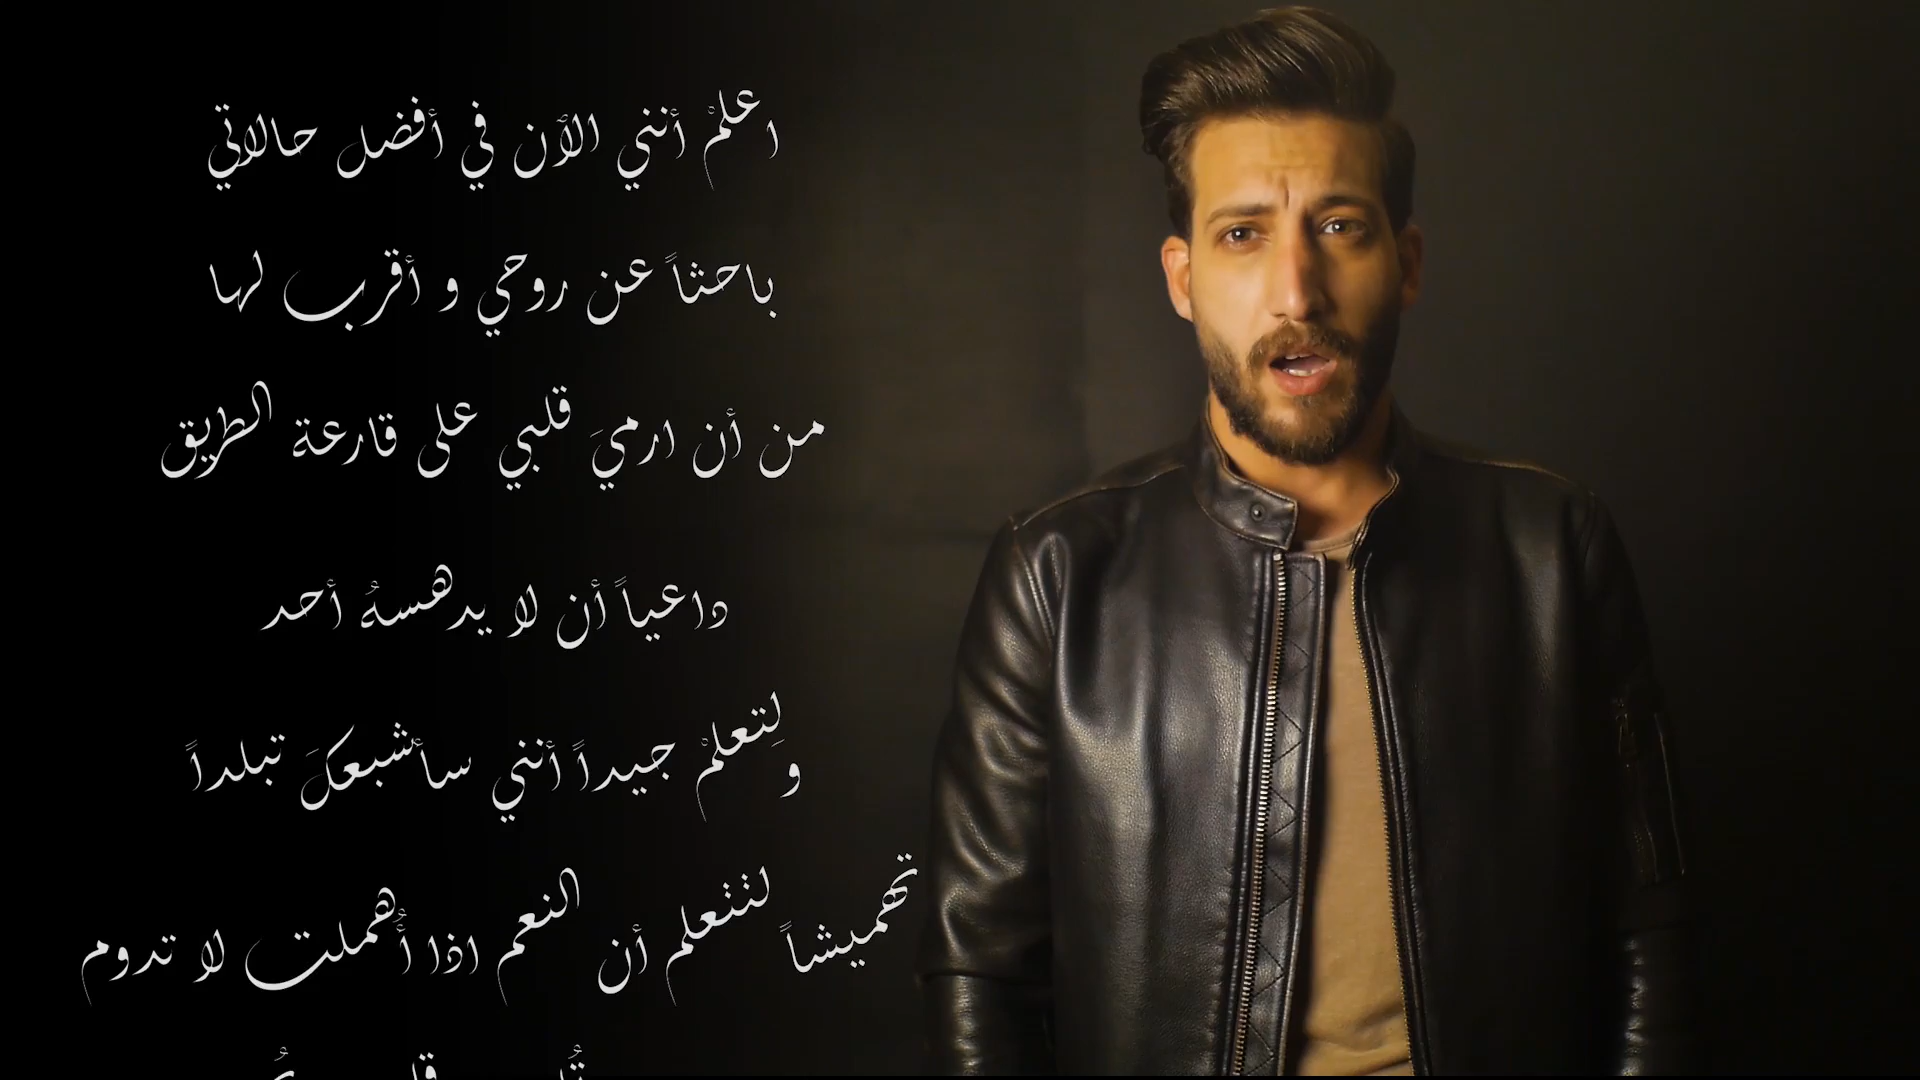 اعلمْ أنني الآن في أفضل حالاتي
باحثاً عن روحي و أقرب لها
من أن ارميَ قلبي على قارعة الطريق
داعياً أن لا يدهسهُ أحد
و لِتعلمْ جيداً أنني سأشبعكَ تبلداً
تهميشاً لتتعلم أن النعم اذا أُهملت لا تدوم